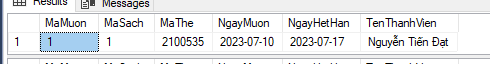 Results Messages
MaMuon MaSach MaThe NgayMuon NgayHetHan TenThanhVien
1 1 1 2100535 2023-07-10 2023-07-17 Nguyễn Tiến Đạt